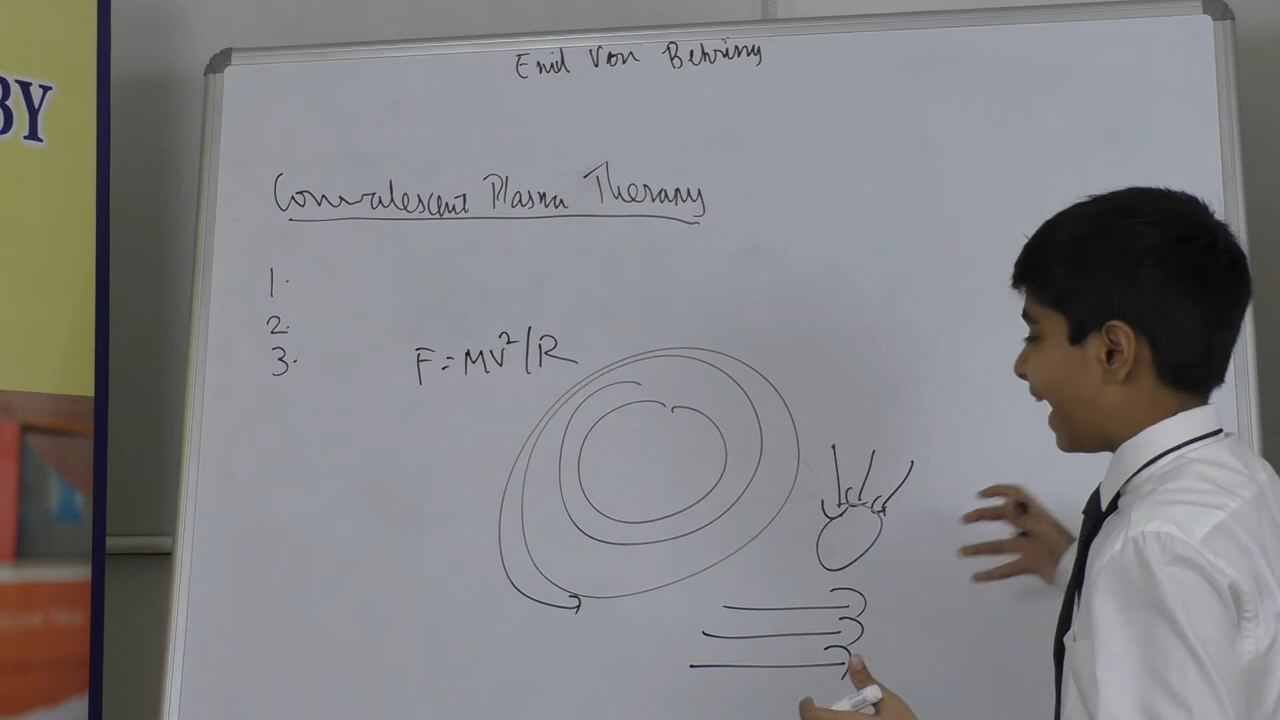 BY
Emil Von Behring
Convalescent Plasma Therapy
1.
2.
3.
F=MV²/R